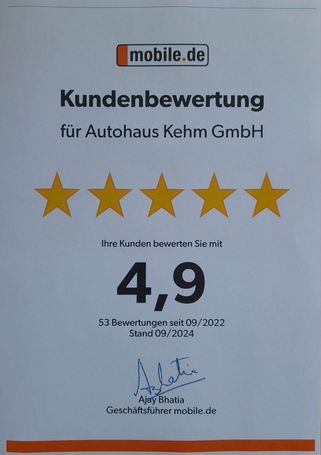 mobile.de
Kundenbewertung
für Autohaus Kehm GmbH
Ihre Kunden bewerten Sie mit
4,9
53 Bewertungen seit 09/2022
Stand 09/2024
Ajay Bhatia
Geschäftsführer mobile.de